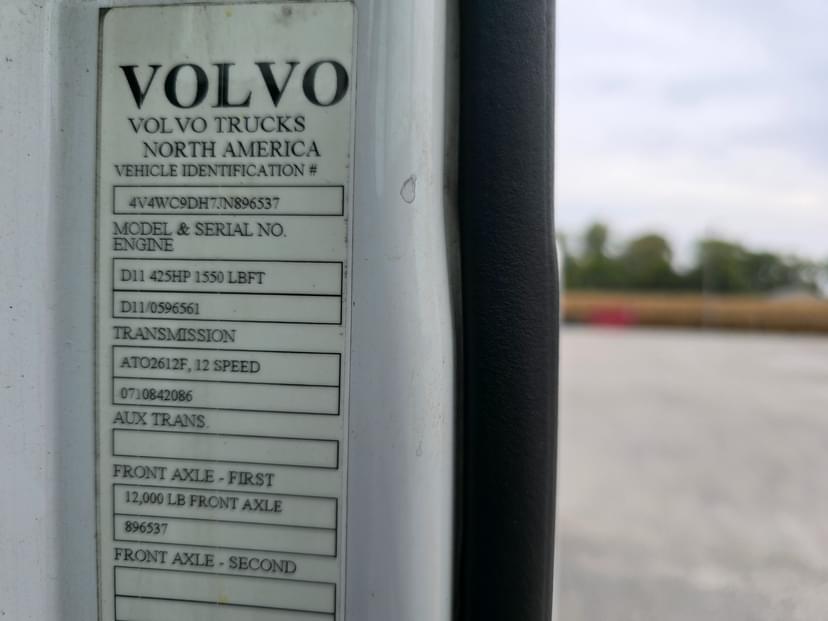 VOLVO
VOLVO TRUCKS
NORTH AMERICA
VEHICLE IDENTIFICATION #
4V4WC9DH7JN896537
MODEL & SERIAL NO.
ENGINE
D11 425HP 1550 LBFT
D11/0596561
TRANSMISSION
ATO2612F, 12 SPEED
0710842086
AUX TRANS.
FRONT AXLE - FIRST
12,000 LB FRONT AXLE
896537
FRONT AXLE - SECOND